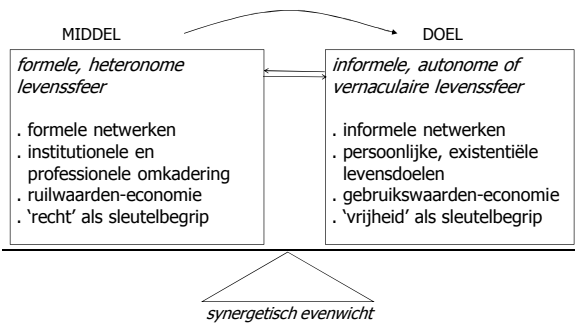 MIDDEL
formele, heteronome
levenssfeer
. formele netwerken
. institutionele en
professionele omkadering
. ruilwaarden-economie
. ‘recht’ als sleutelbegrip
DOEL
informele, autonome of
vernaculaire levenssfeer
. informele netwerken
. persoonlijke, existentiële
levensdoelen
. gebruikswaarden-economie
. ‘vrijheid’ als sleutelbegrip
synergetisch evenwicht